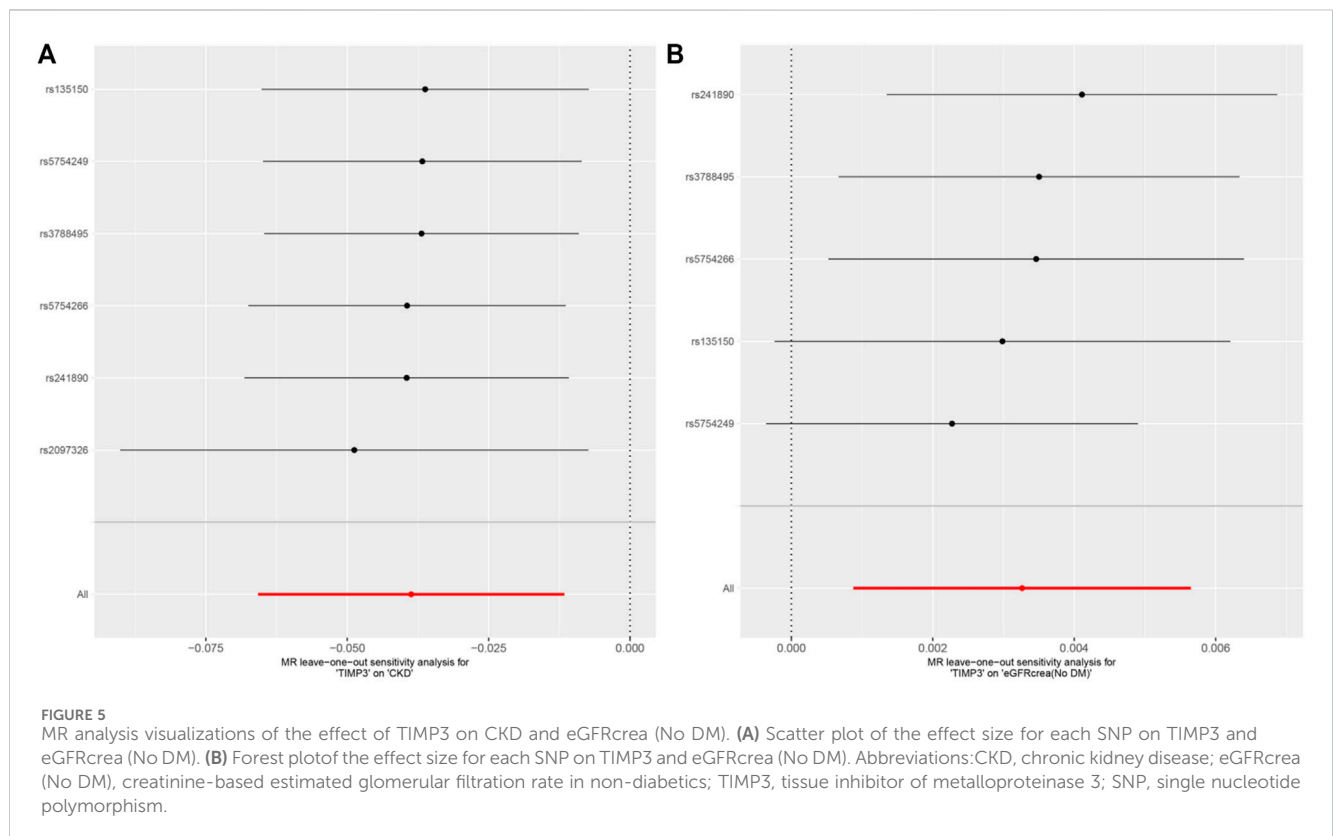 A
rs135150
rs5754249
rs3788495
rs5754266
rs241890
rs2097326
All
−0.075 −0.050 −0.025 0.000
MR leave−one−out sensitivity analysis for
'TIMP3' on 'CKD'
B
rs241890
rs3788495
rs5754266
rs135150
rs5754249
All
0.000 0.002 0.004 0.006
MR leave−one−out sensitivity analysis for
'TIMP3' on 'eGFRcrea(No DM)'
FIGURE 5
MR analysis visualizations of the effect of TIMP3 on CKD and eGFRcrea (No DM). (A) Scatter plot of the effect size for each SNP on TIMP3 and
eGFRcrea (No DM). (B) Forest plotof the effect size for each SNP on TIMP3 and eGFRcrea (No DM). Abbreviations:CKD, chronic kidney disease; eGFRcrea
(No DM), creatinine-based estimated glomerular filtration rate in non-diabetics; TIMP3, tissue inhibitor of metalloproteinase 3; SNP, single nucleotide
polymorphism.